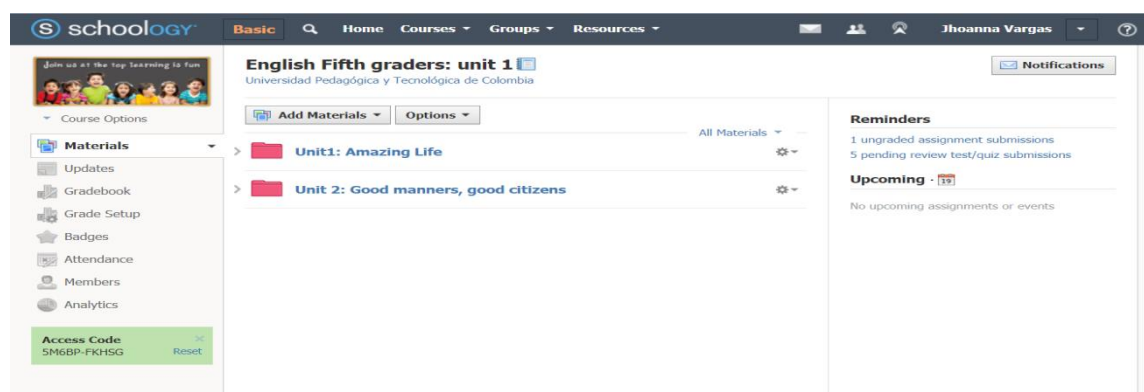 schoology Basic Home Courses Groups Resources Jhoanna Vargas
Join us at the top learning is fun
Course Options
Materials
Updates
Gradebook
Grade Setup
Badges
Attendance
Members
Analytics
Access Code
5M6BP-FKHSG Reset
English Fifth graders: unit 1
Universidad Pedagógica y Tecnológica de Colombia
Notifications
Add Materials Options
All Materials
Unit1: Amazing Life
Unit 2: Good manners, good citizens
Reminders
1 ungraded assignment submissions
5 pending review test/quiz submissions
Upcoming · 19
No upcoming assignments or events